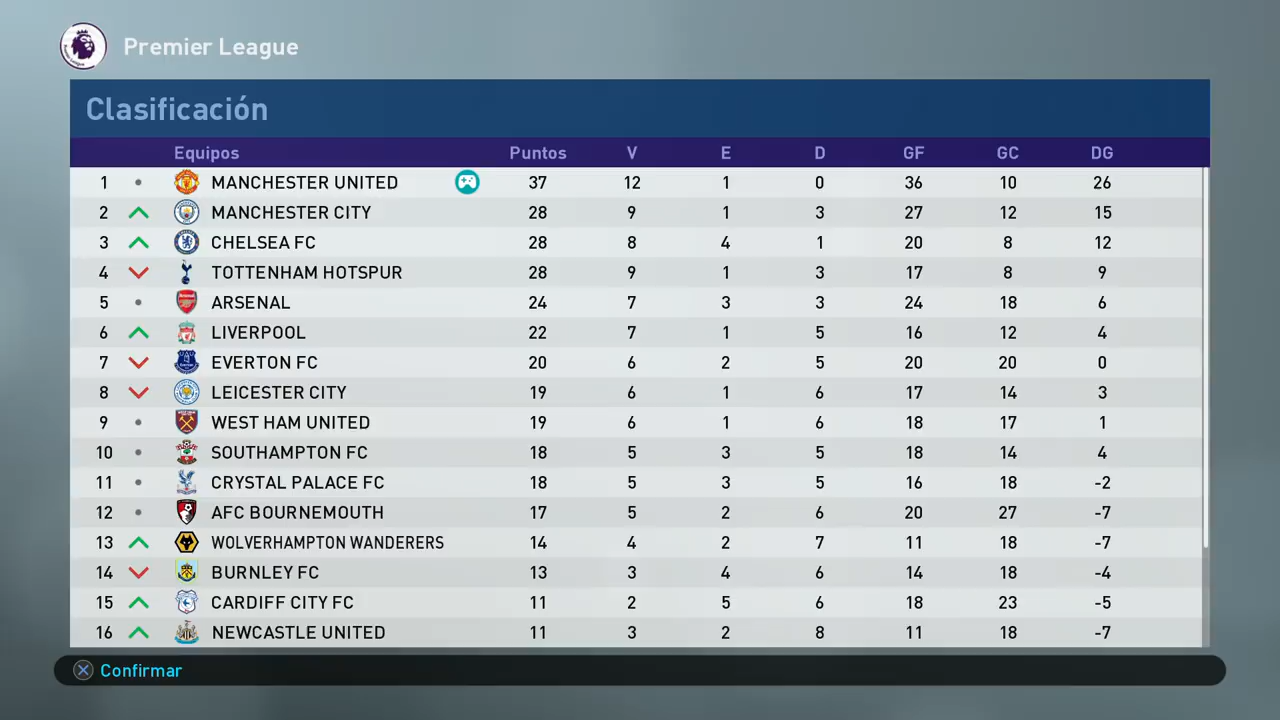 Premier League
Clasificación
Equipos Puntos V E D GF GC DG
1 MANCHESTER UNITED 37 12 1 0 36 10 26
2 MANCHESTER CITY 28 9 1 3 27 12 15
3 CHELSEA FC 28 8 4 1 20 8 12
4 TOTTENHAM HOTSPUR 28 9 1 3 17 8 9
5 ARSENAL 24 7 3 3 24 18 6
6 LIVERPOOL 22 7 1 5 16 12 4
7 EVERTON FC 20 6 2 5 20 20 0
8 LEICESTER CITY 19 6 1 6 17 14 3
9 WEST HAM UNITED 19 6 1 6 18 17 1
10 SOUTHAMPTON FC 18 5 3 5 18 14 4
11 CRYSTAL PALACE FC 18 5 3 5 16 18 -2
12 AFC BOURNEMOUTH 17 5 2 6 20 27 -7
13 WOLVERHAMPTON WANDERERS 14 4 2 7 11 18 -7
14 BURNLEY FC 13 3 4 6 14 18 -4
15 CARDIFF CITY FC 11 2 5 6 18 23 -5
16 NEWCASTLE UNITED 11 3 2 8 11 18 -7
Confirmar